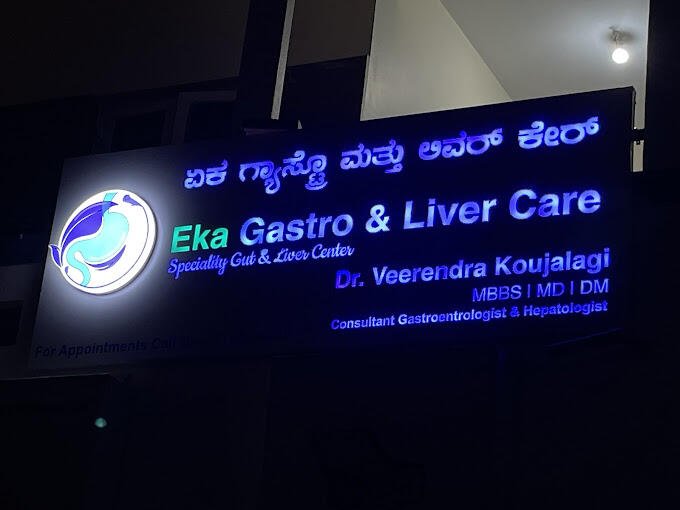 ಏಕ ಗ್ಯಾಸ್ಟ್ರೊ ಮತ್ತು ಲಿವರ್ ಕೇರ್
Eka Gastro & Liver Care
Speciality Gut & Liver Center
Dr. Veerendra Koujalagi
MBBS | MD | DM
Consultant Gastroentrologist & Hepatologist
For Appointments Call